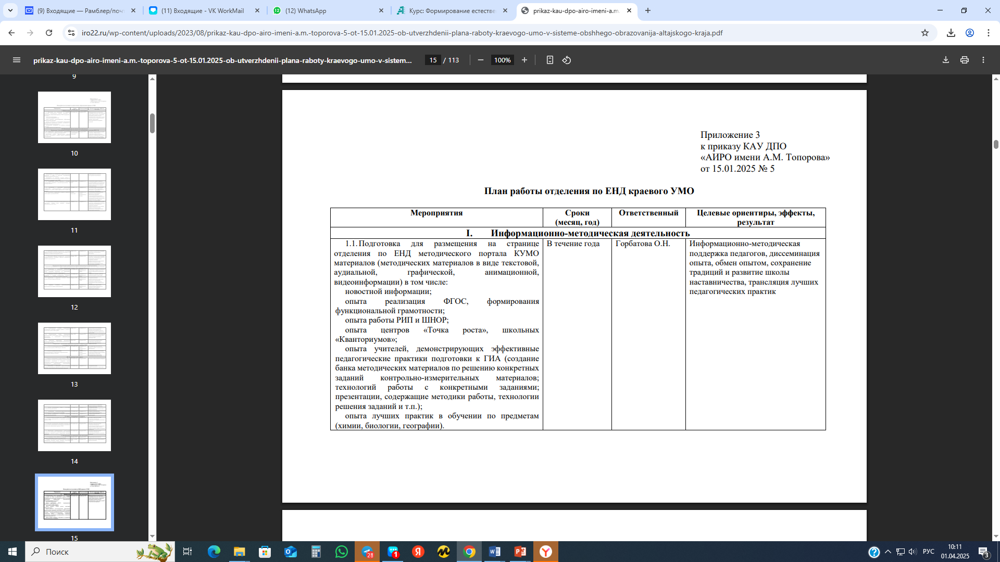 (9) Входящие — Рамблер/поч
(11) Входящие - VK WorkMail
(12) WhatsApp
Курс: Формирование естестве
prikaz-kau-dpo-airo-imeni-a.m.
iro22.ru/wp-content/uploads/2023/08/prikaz-kau-dpo-airo-imeni-a.m.-toporova-5-ot-15.01.2025-ob-utverzhdenii-plana-raboty-kraevogo-umo-v-sisteme-obshhego-obrazovanija-altajskogo-kraja.pdf
prikaz-kau-dpo-airo-imeni-a.m.-toporova-5-ot-15.01.2025-ob-utverzhdenii-plana-raboty-kraevogo-umo-v-sistem...
15 / 113
100%
9
10
11
12
13
14
15
Приложение 3
к приказу КАУ ДПО
«АИРО имени А.М. Топорова»
от 15.01.2025 № 5
План работы отделения по ЕНД краевого УМО
Мероприятия
Сроки
(месяц, год)
Ответственный
Целевые ориентиры, эффекты,
результат
I. Информационно-методическая деятельность
1.1. Подготовка для размещения на странице
отделения по ЕНД методического портала КУМО
материалов (методических материалов в виде текстовой,
аудиальной, графической, анимационной,
видеоинформации) в том числе:
новостной информации;
опыта реализация ФГОС, формирования
функциональной грамотности;
опыта работы РИП и ШНОР;
опыта центров «Точка роста», школьных
«Кванториумов»;
опыта учителей, демонстрирующих эффективные
педагогические практики подготовки к ГИА (создание
банка методических материалов по решению конкретных
заданий контрольно-измерительных материалов;
технологий работы с конкретными заданиями;
презентации, содержащие методики работы, технологии
решения заданий и т.п.);
опыта лучших практик в обучении по предметам
(химии, биологии, географии).
В течение года
Горбатова О.Н.
Информационно-методическая
поддержка педагогов, диссеминация
опыта, обмен опытом, сохранение
традиций и развитие школы
наставничества, трансляция лучших
педагогических практик
Поиск
28
1
РУС
10:11
01.04.2025
3